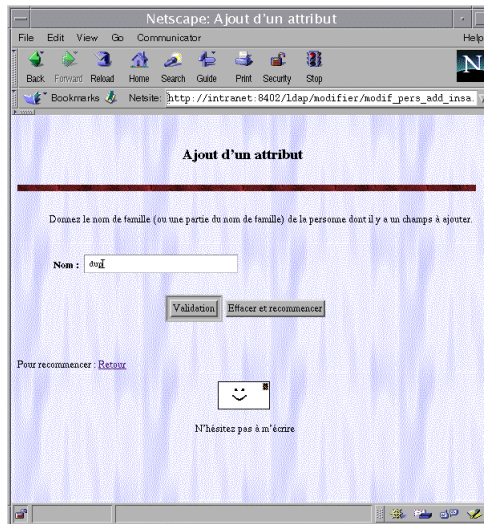 Netscape: Ajout d'un attribut
File Edit View Go Communicator Help
Back Forward Reload Home Search Guide Print Security Stop
N
Bookmarks Netsite: http://intranet:8402/ldap/modifier/modif_pers_add_insa.
Ajout d'un attribut
Donnez le nom de famille (ou une partie du nom de famille) de la personne dont il y a un champs à ajouter.
Nom :
Validation Effacer et recommencer
Pour recommencer : Retour
N'hésitez pas à m'écrire